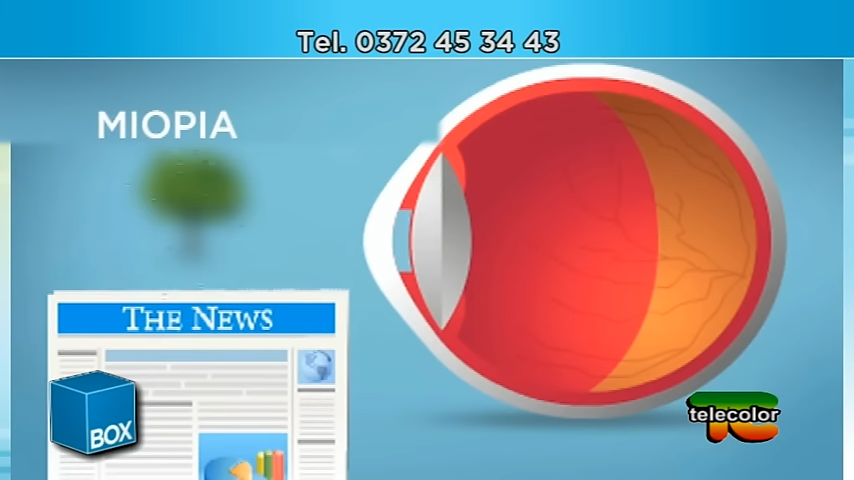 Tel. 0372 45 34 43
MIOPIA
THE NEWS
BOX
telecolor